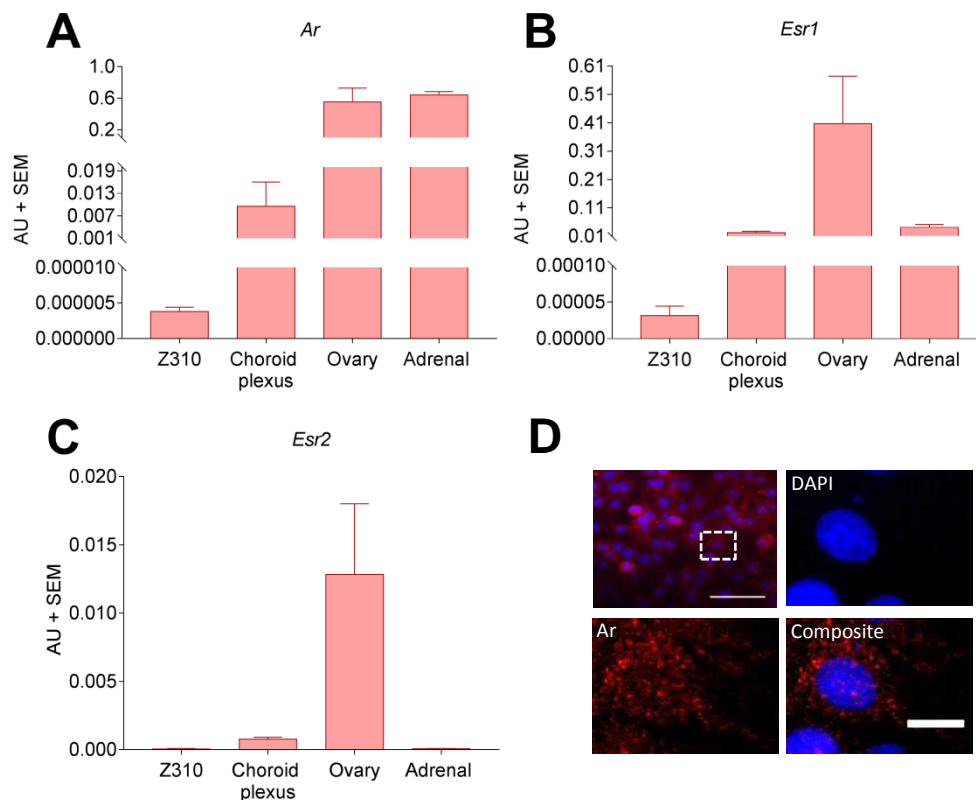 A
Ar
AU + SEM
1.0
0.6
0.2
0.019
0.013
0.007
0.001
0.000010
0.000005
0.000000
Z310 Choroid plexus Ovary Adrenal
B
Esr1
AU + SEM
0.61
0.51
0.41
0.31
0.21
0.11
0.01
0.00010
0.00005
0.00000
Z310 Choroid plexus Ovary Adrenal
C
Esr2
AU + SEM
0.020
0.015
0.010
0.005
0.000
Z310 Choroid plexus Ovary Adrenal
D
DAPI
Ar
Composite